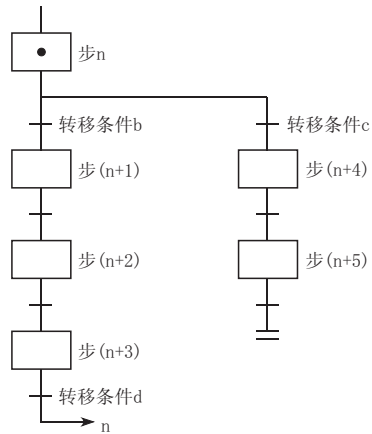 步n
转移条件b
转移条件c
步(n+1)
步(n+4)
步(n+2)
步(n+5)
步(n+3)
转移条件d
n